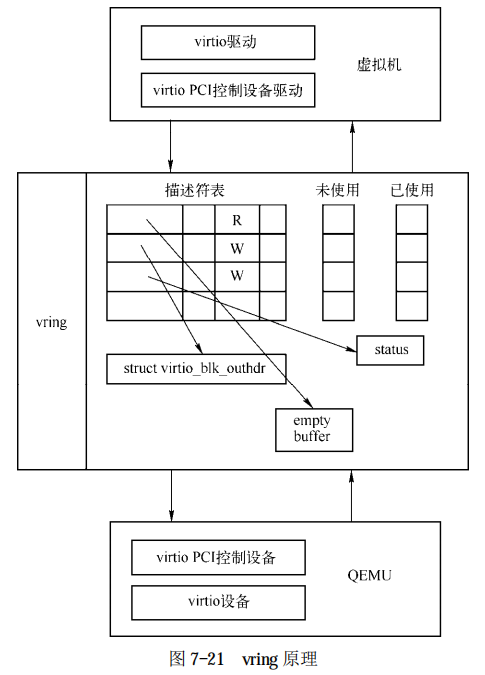 virtio驱动
虚拟机
virtio PCI控制设备驱动
描述符表
未使用
已使用
R
W
W
vring
status
struct virtio_blk_outhdr
empty
buffer
virtio PCI控制设备
QEMU
virtio设备
图 7-21 vring 原理